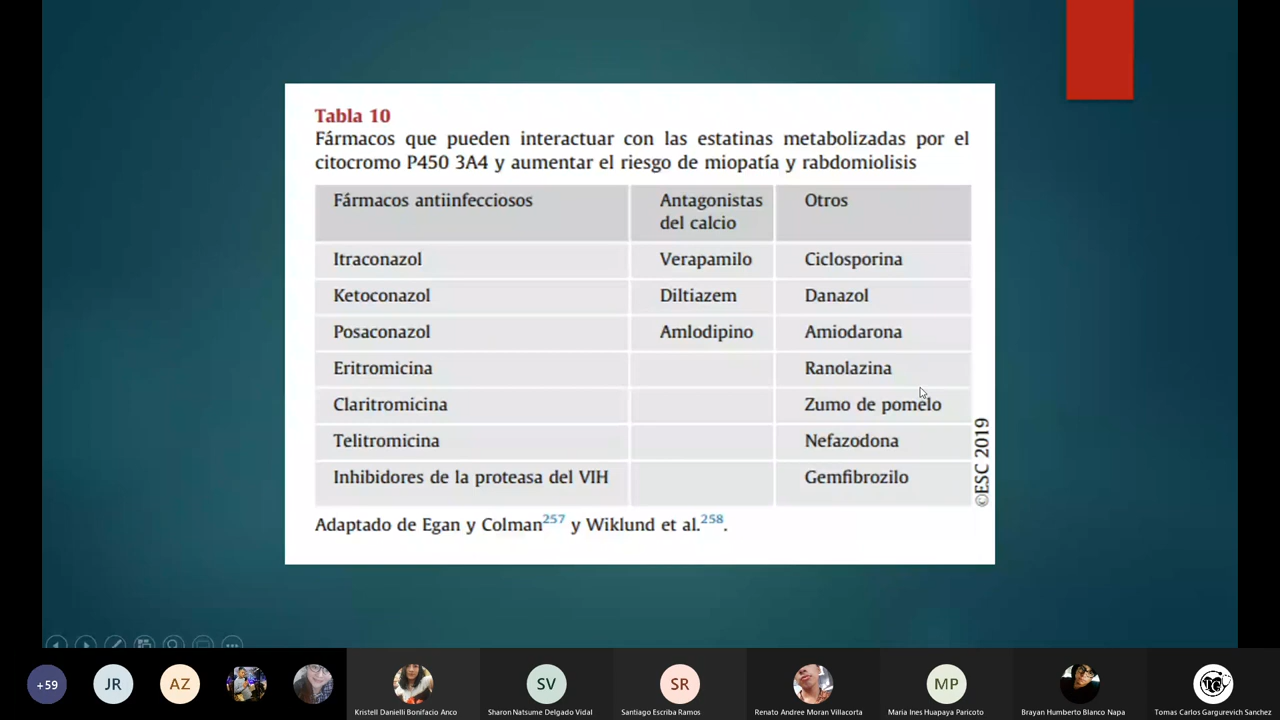 Tabla 10
Fármacos que pueden interactuar con las estatinas metabolizadas por el
citocromo P450 3A4 y aumentar el riesgo de miopatía y rabdomiolisis
Fármacos antiinfecciosos
Antagonistas
del calcio
Otros
Itraconazol
Verapamilo
Ciclosporina
Ketoconazol
Diltiazem
Danazol
Posaconazol
Amlodipino
Amiodarona
Eritromicina
Ranolazina
Claritromicina
Zumo de pomelo
Telitromicina
Nefazodona
Inhibidores de la proteasa del VIH
Gemfibrozilo
©ESC 2019
Adaptado de Egan y Colman257 y Wiklund et al.258.
+59
JR
AZ
Kristell Danielli Bonifacio Anco
SV
Sharon Natsume Delgado Vidal
SR
Santiago Escriba Ramos
Renato Andree Moran Villacorta
MP
Maria Ines Huapaya Paricoto
Brayan Humberto Blanco Napa
Tomas Carlos Gargurevich Sanchez